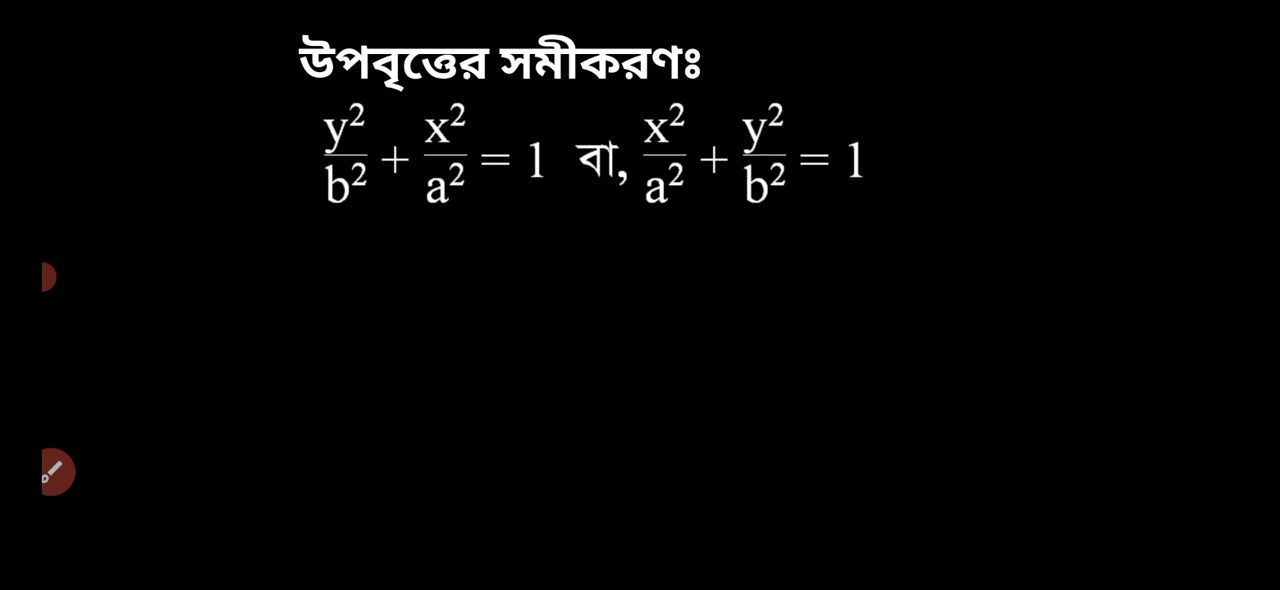 উপবৃত্তের সমীকরণঃ
y²/b² + x²/a² = 1 বা, x²/a² + y²/b² = 1